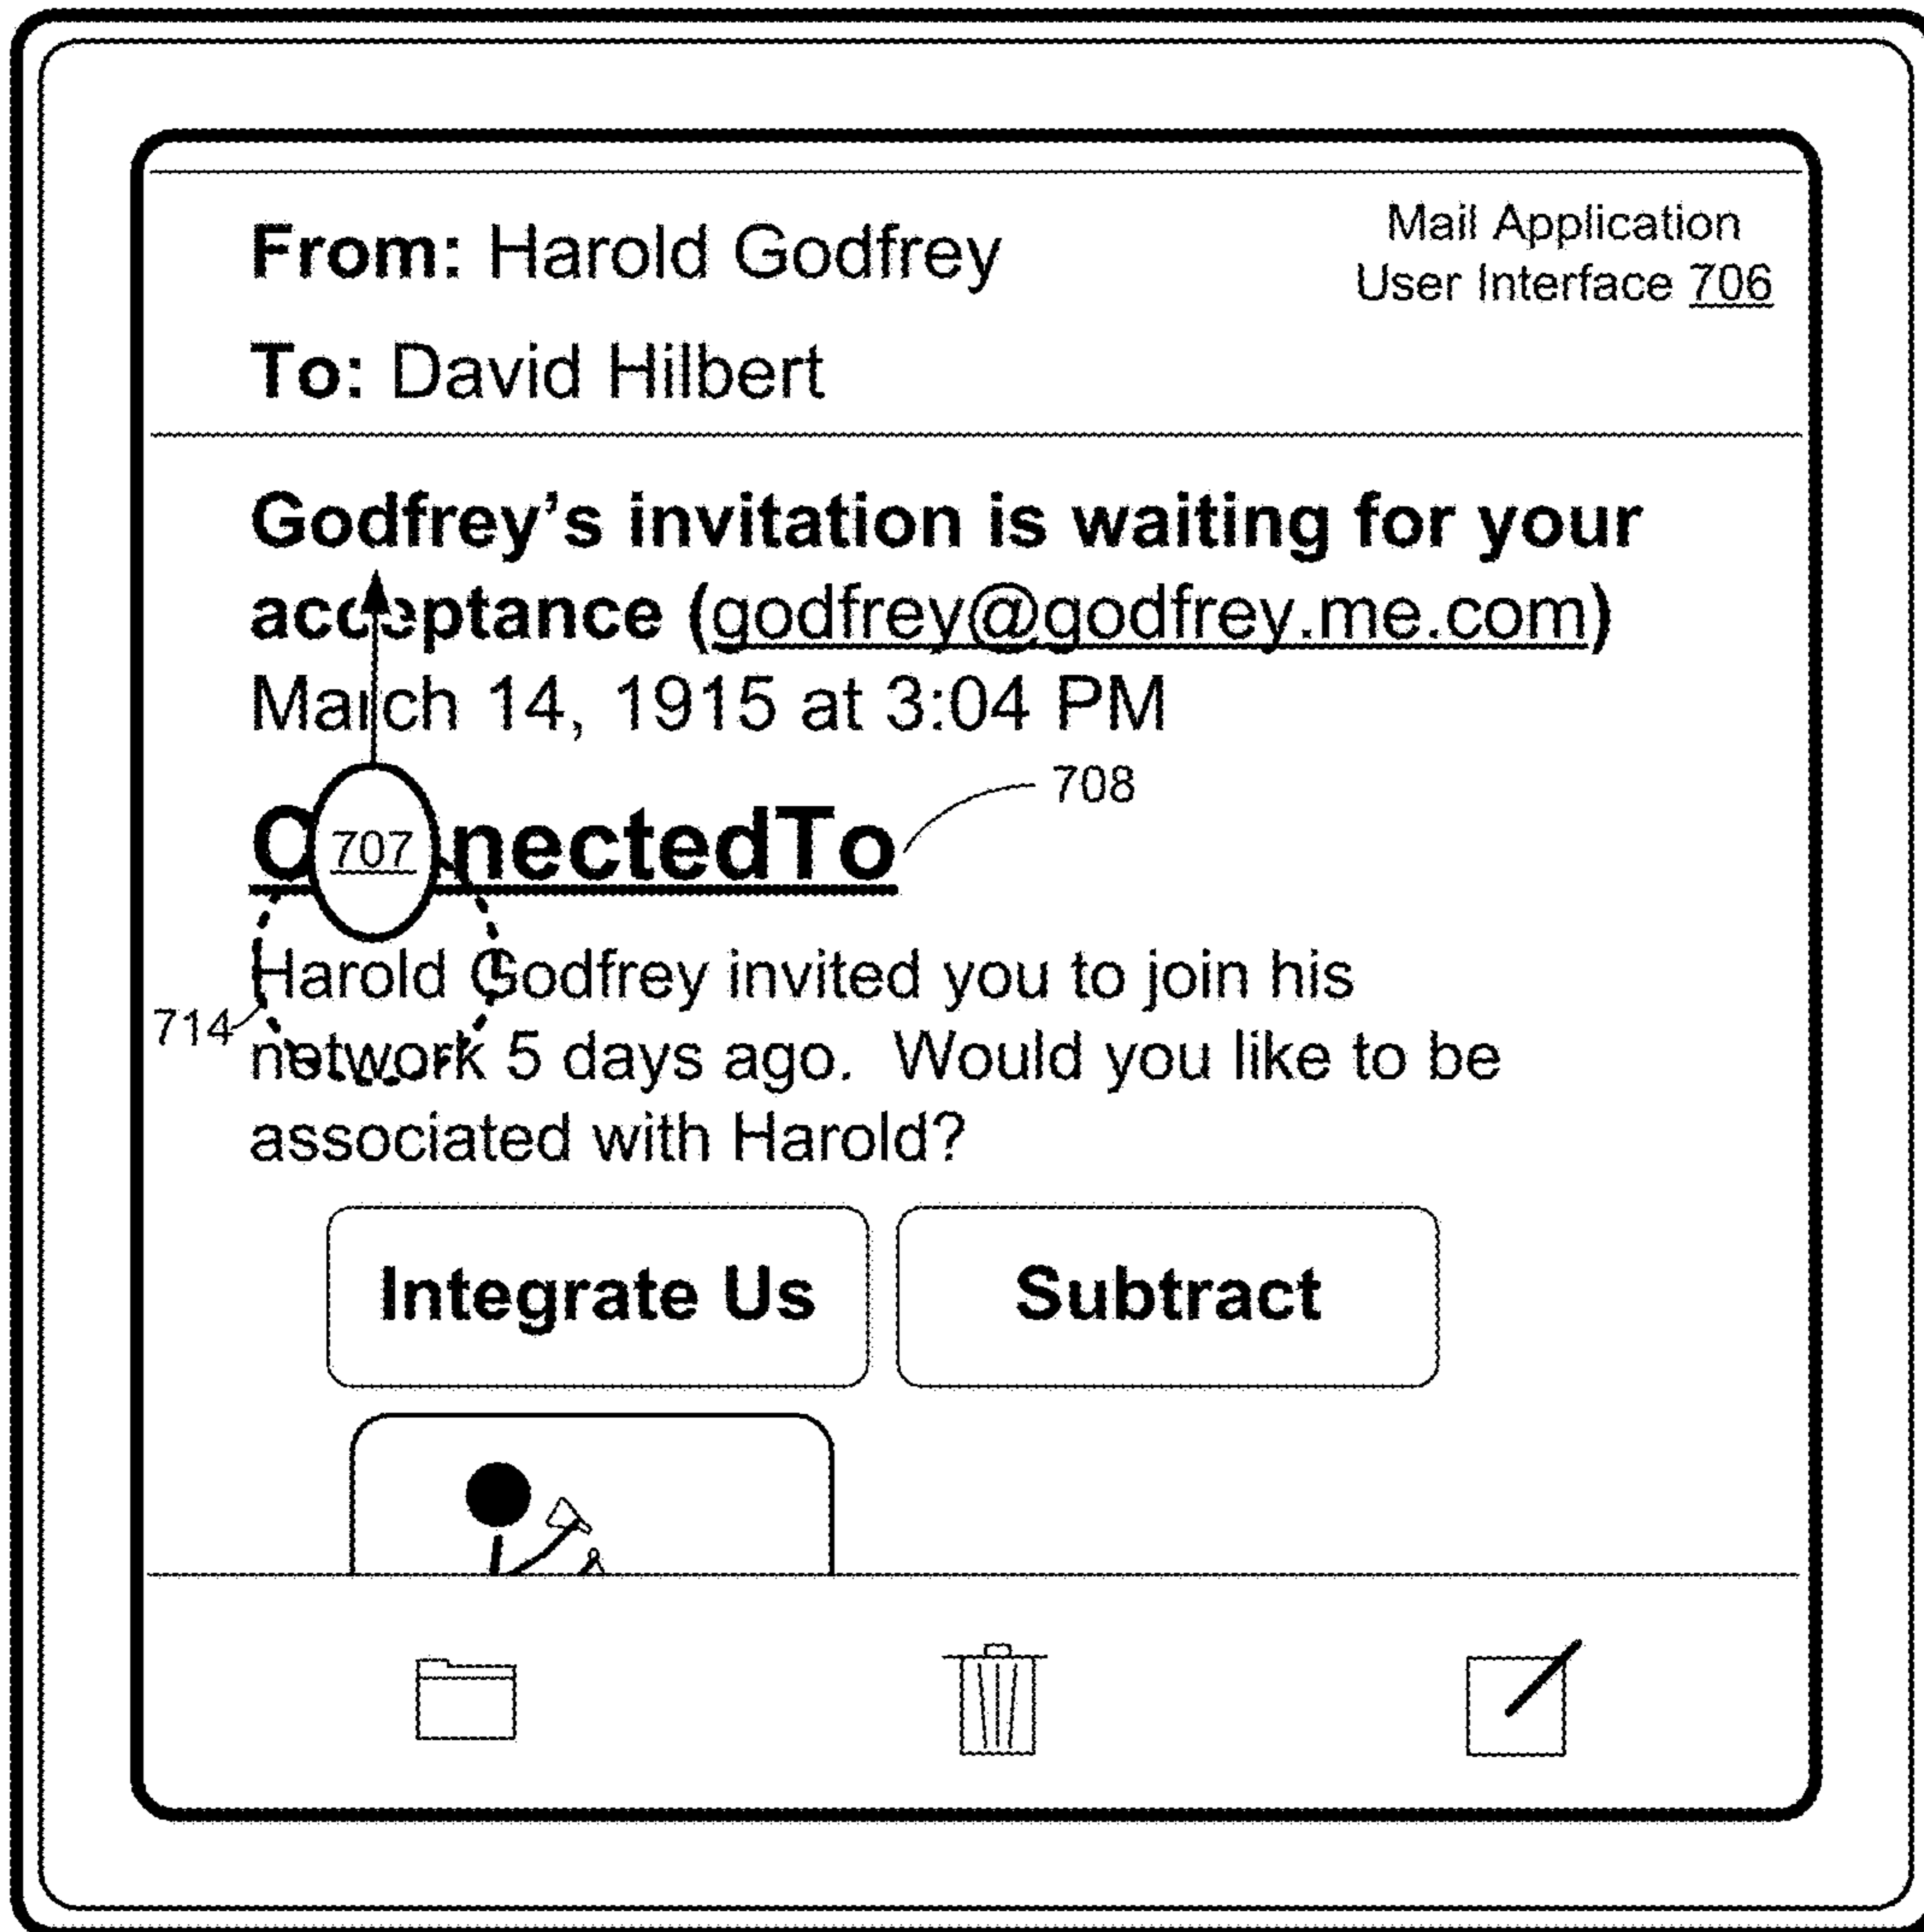 From: Harold Godfrey
Mail Application
User Interface 706
To: David Hilbert
Godfrey's invitation is waiting for your
acceptance (godfrey@godfrey.me.com)
March 14, 1915 at 3:04 PM
708
ConnectedTo
707
Harold Godfrey invited you to join his
714
network 5 days ago. Would you like to be
associated with Harold?
Integrate Us
Subtract